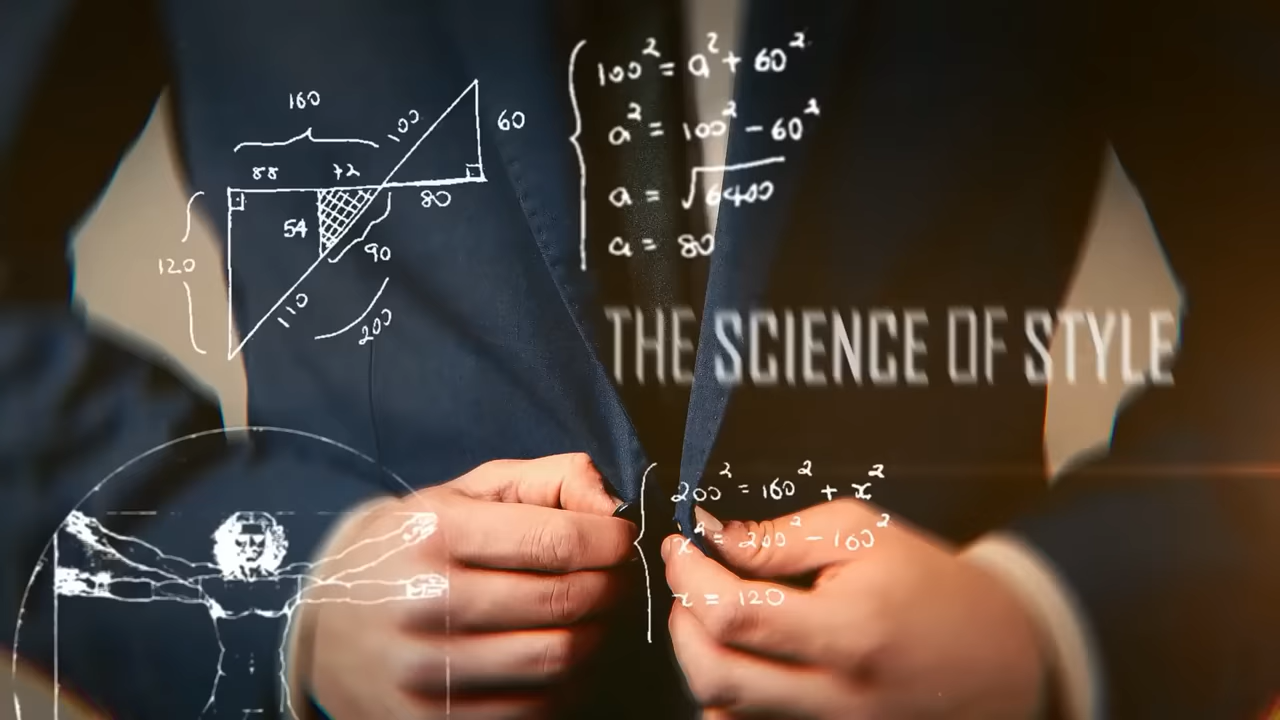 160
100
60
88
72
80
54
90
120
110
200
100² = a² + 60²
a² = 100² - 60²
a = √6400
a = 80
THE SCIENCE OF STYLE
200² = 160² + x²
x² = 200² - 160²
x = 120